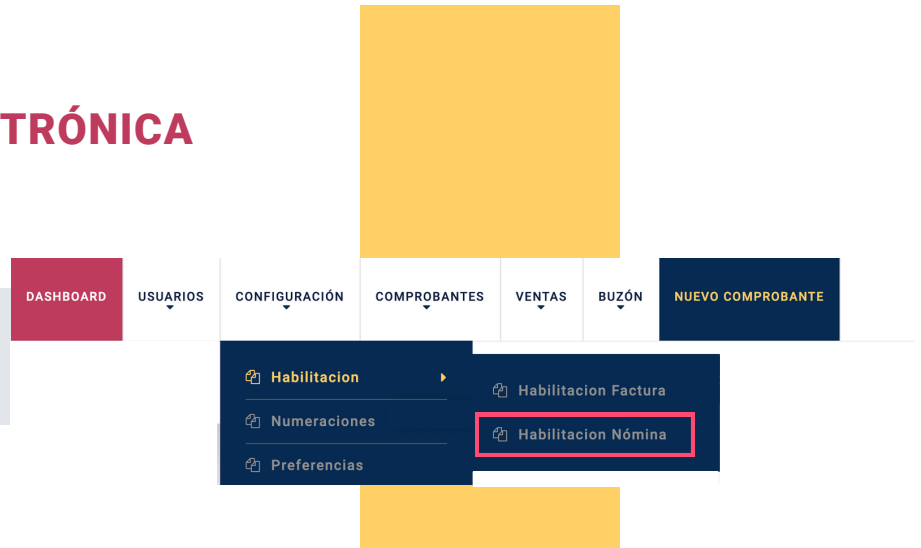 TRÓNICA
DASHBOARD
USUARIOS
CONFIGURACIÓN
COMPROBANTES
VENTAS
BUZÓN
NUEVO COMPROBANTE
Habilitacion
Numeraciones
Preferencias
Habilitacion Factura
Habilitacion Nómina